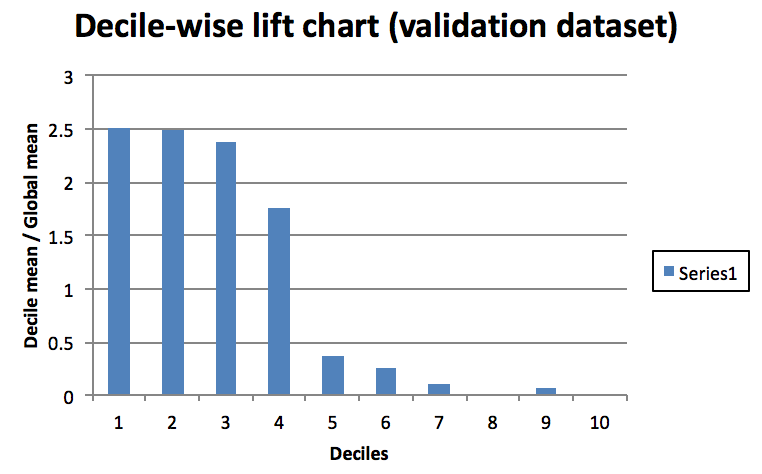 Decile-wise lift chart (validation dataset)
Decile mean / Global mean
3
2.5
2
1.5
1
0.5
0
1 2 3 4 5 6 7 8 9 10
Deciles
Series1